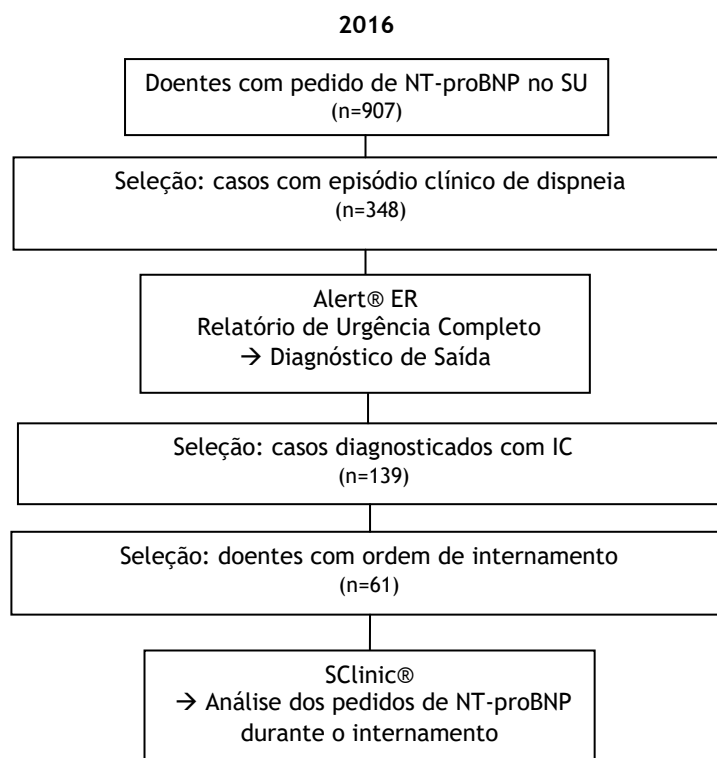 2016
Doentes com pedido de NT-proBNP no SU
(n=907)
Seleção: casos com episódio clínico de dispneia
(n=348)
Alert® ER
Relatório de Urgência Completo
→ Diagnóstico de Saída
Seleção: casos diagnosticados com IC
(n=139)
Seleção: doentes com ordem de internamento
(n=61)
SClinic®
→ Análise dos pedidos de NT-proBNP
durante o internamento